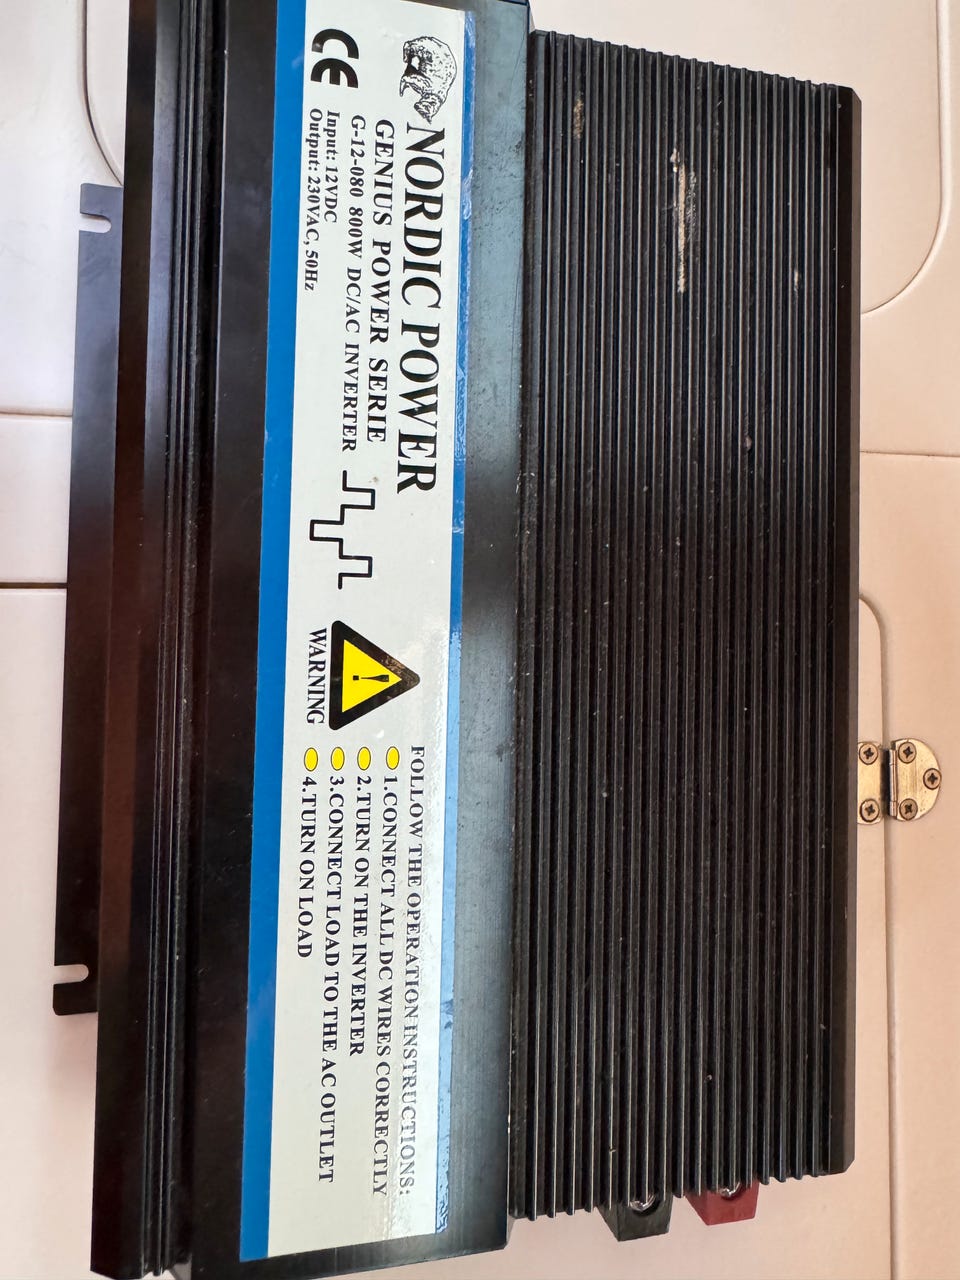 CE
NORDIC POWER
GENIUS POWER SERIE
G-12-080 800W DC/AC INVERTER
Input: 12VDC
Output: 230VAC, 50Hz
WARNING
FOLLOW THE OPERATION INSTRUCTIONS:
1.CONNECT ALL DC WIRES CORRECTLY
2.TURN ON THE INVERTER
3.CONNECT LOAD TO THE AC OUTLET
4.TURN ON LOAD